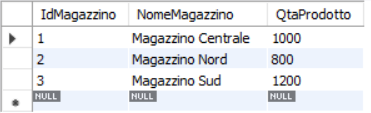 IdMagazzino NomeMagazzino QtaProdotto
1 Magazzino Centrale 1000
2 Magazzino Nord 800
3 Magazzino Sud 1200
NULL NULL NULL